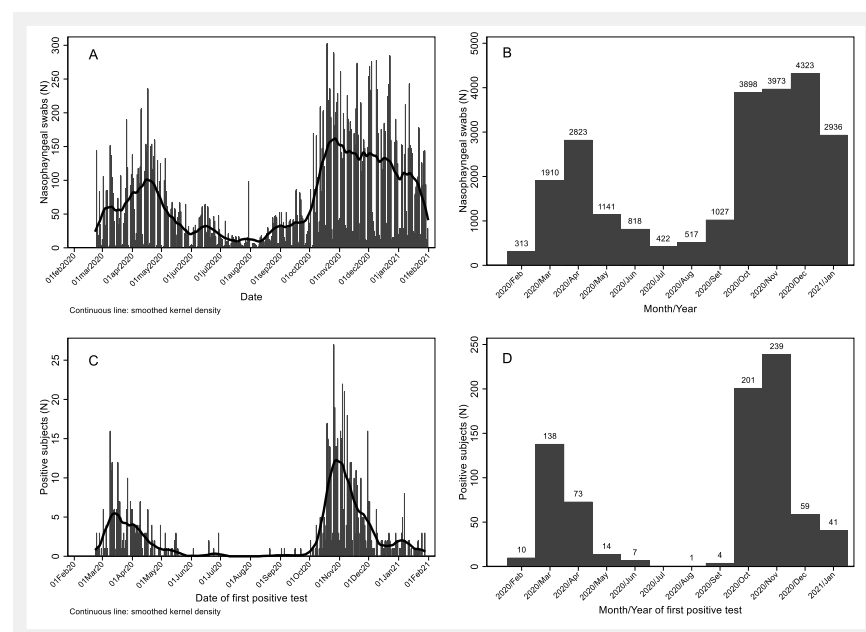 A
Nasophayngeal swabs (N)
300
250
200
150
100
50
0
01feb2020
01mar2020
01apr2020
01may2020
01jun2020
01jul2020
01aug2020
01sep2020
01oct2020
01nov2020
01dec2020
01jan2021
01feb2021
Date
Continuous line: smoothed kernel density
B
Nasophayngeal swabs (N)
5000
4000
3000
2000
1000
0
313
1910
2823
1141
818
422
517
1027
3898
3973
4323
2936
2020/Feb
2020/Mar
2020/Apr
2020/May
2020/Jun
2020/Jul
2020/Aug
2020/Set
2020/Oct
2020/Nov
2020/Dec
2021/Jan
Month/Year
C
Positive subjects (N)
25
20
15
10
5
0
01Feb20
01Mar20
01Apr20
01May20
01Jun20
01Jul20
01Aug20
01Sep20
01Oct20
01Nov20
01Dec20
01Jan21
01Feb21
Date of first positive test
Continuous line: smoothed kernel density
D
Positive subjects (N)
250
200
150
100
50
0
10
138
73
14
7
1
4
201
239
59
41
2020/Feb
2020/Mar
2020/Apr
2020/May
2020/Jun
2020/Jul
2020/Aug
2020/Set
2020/Oct
2020/Nov
2020/Dec
2021/Jan
Month/Year of first positive test